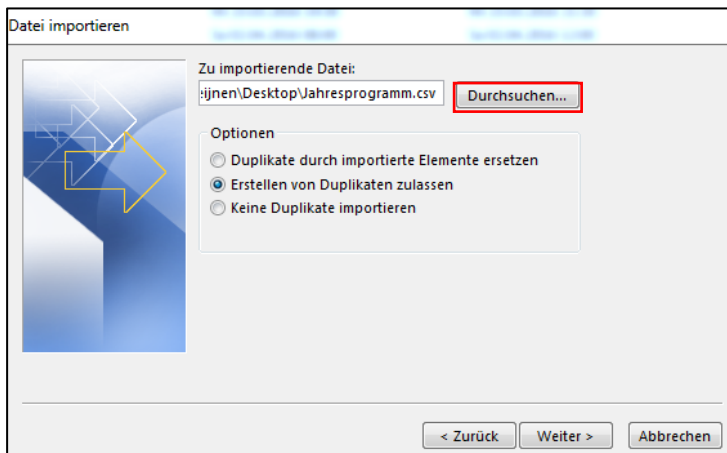 Datei importieren
Zu importierende Datei:
:ijnen\Desktop\Jahresprogramm.csv
Durchsuchen...
Optionen
Duplikate durch importierte Elemente ersetzen
Erstellen von Duplikaten zulassen
Keine Duplikate importieren
< Zurück
Weiter >
Abbrechen